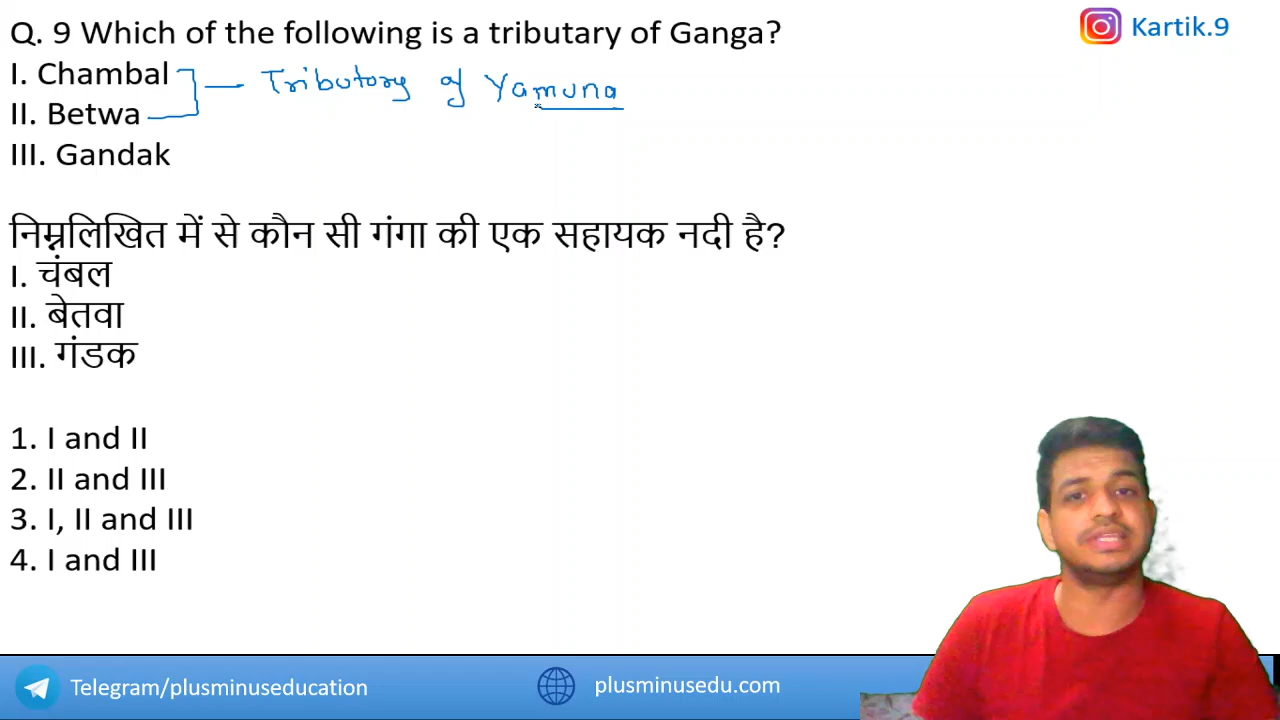 Q. 9 Which of the following is a tributary of Ganga?
Kartik.9
I. Chambal
Tributory of Yamuna
II. Betwa
III. Gandak
निम्नलिखित में से कौन सी गंगा की एक सहायक नदी है?
I. चंबल
II. बेतवा
III. गंडक
1. I and II
2. II and III
3. I, II and III
4. I and III
Telegram/plusminuseducation
plusminusedu.com